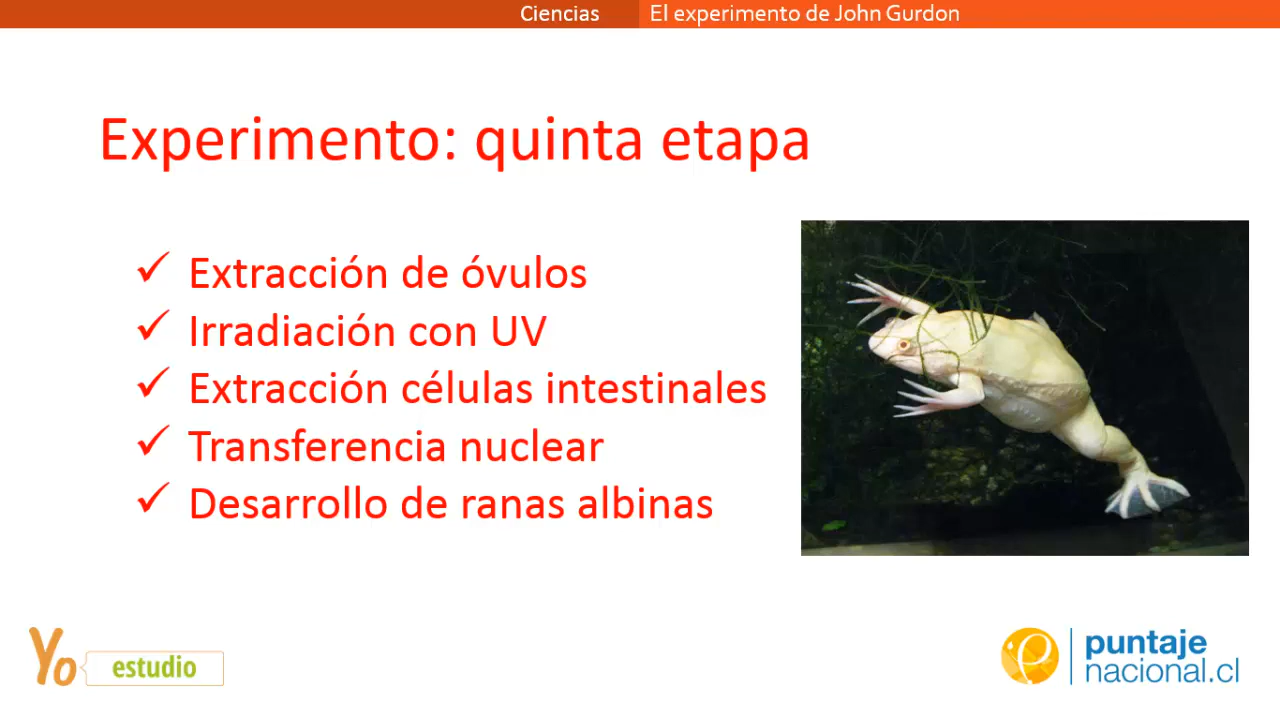 Ciencias
El experimento de John Gurdon
Experimento: quinta etapa
✓ Extracción de óvulos
✓ Irradiación con UV
✓ Extracción células intestinales
✓ Transferencia nuclear
✓ Desarrollo de ranas albinas
Yo estudio
puntaje
nacional.cl